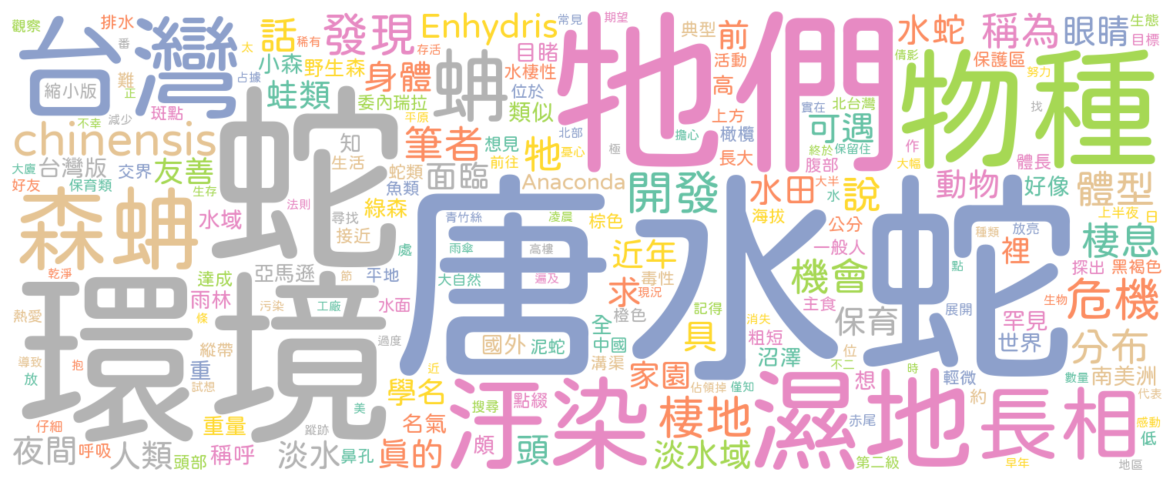 觀察 排水 番 太 稀有 常見 期望 典型 前 水蛇 稱為 眼睛 生態 目標
台灣 話 發現 Enhydris 目睹 牠們 活動 倩影 保護區 努力
縮小版 難 正 占據 小森 野生森 存活 身體 蚺 水棲性 位於 高 物種
斑點 蛙類 委內瑞拉 類似 上方 實在 北台灣 找
不幸 減少 平原 北部 擔心 橄欖 可遇 保留住
chinensis 蛇 知 筆者 想見 憂心 牠 長大 終於 作 大幅 體長
大廈 台灣版 交界 友善 生活 蛇類 面臨 極 前往 腹部
好友 保育類 生存 魚類 Anaconda 開發 水田 大半 說 動物 好像 體型
森蚺 水域 法則 尋找 綠森 青竹絲 凌晨 棕色 海拔 水 上半夜 日
接近 唐水蛇 公分 種類 放亮 棲息
處 雨傘 高樓 近年 一般人 點 裡
達成 亞馬遜 平地 大自然 遍及 毒性 機會 探出 黑褐色
乾淨 環境 雨林 節 現況 求 記得 主食 展開 生物 危機
熱愛 污染 工廠 水面 橙色 消失 粗短 保育 罕見
條 縱帶 過度 國外 泥蛇 全 中國 具 沼澤 位 世界 分布
導致 放 抱 重 試想 近 溝渠 家園 佔領掉 僅知 不二 時 輕微 南美洲 數量
美 學名 搜尋 點綴 棲地 想 約 代表
仔細 重量 蹤跡 名氣 汙染 濕地 赤尾 長相 感動
夜間 呼吸 人類 頭部 稱呼 淡水 鼻孔 真的 頗 頭 淡水域 第二級 早年 低 地區